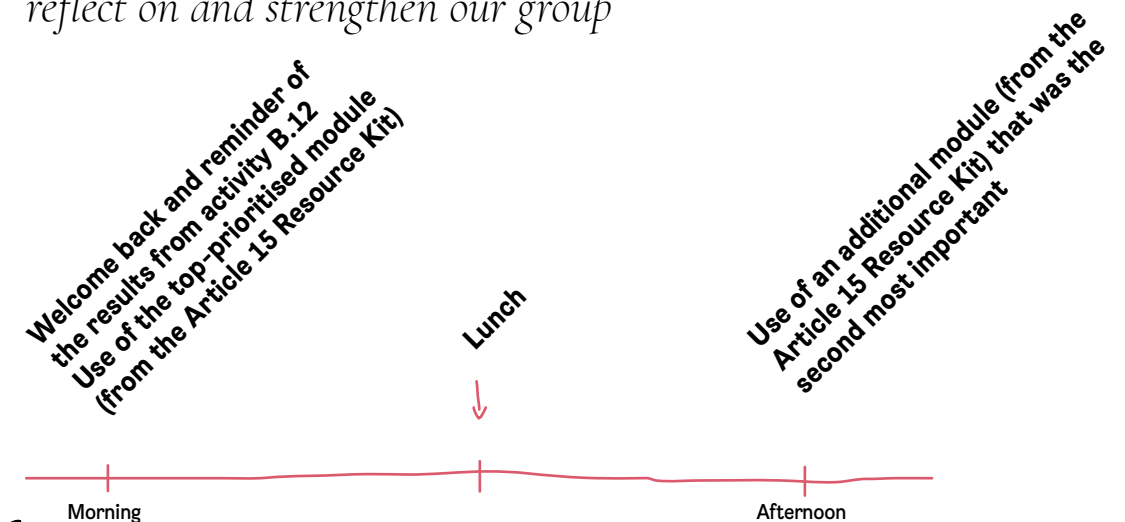 reflect on and strengthen our group
Welcome back and reminder of
the results from activity B.12
Use of the top-prioritised module
(from the Article 15 Resource Kit)
Lunch
Use of an additional module (from the
Article 15 Resource Kit) that was the
second most important
Morning
Afternoon